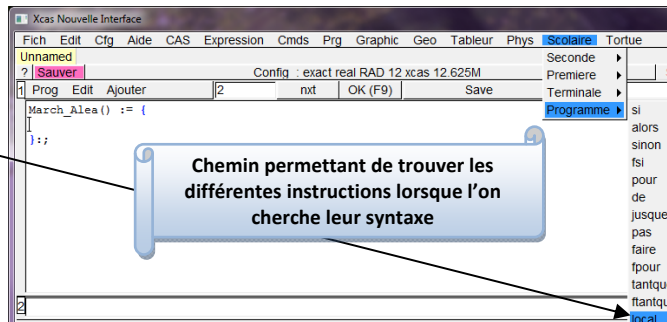 Xcas Nouvelle Interface
Fich Edit Cfg Aide CAS Expression Cmds Prg Graphic Geo Tableur Phys Scolaire Tortue
Unnamed
? Sauver Config : exact real RAD 12 xcas 12.625M
Seconde
Premiere
Terminale
Programme
1 Prog Edit Ajouter 2 nxt OK (F9) Save
March_Alea() := {
}:;
Chemin permettant de trouver les
différentes instructions lorsque l'on
cherche leur syntaxe
si
alors
sinon
fsi
pour
de
jusque
pas
faire
fpour
tantqu
ftantqu
local
2